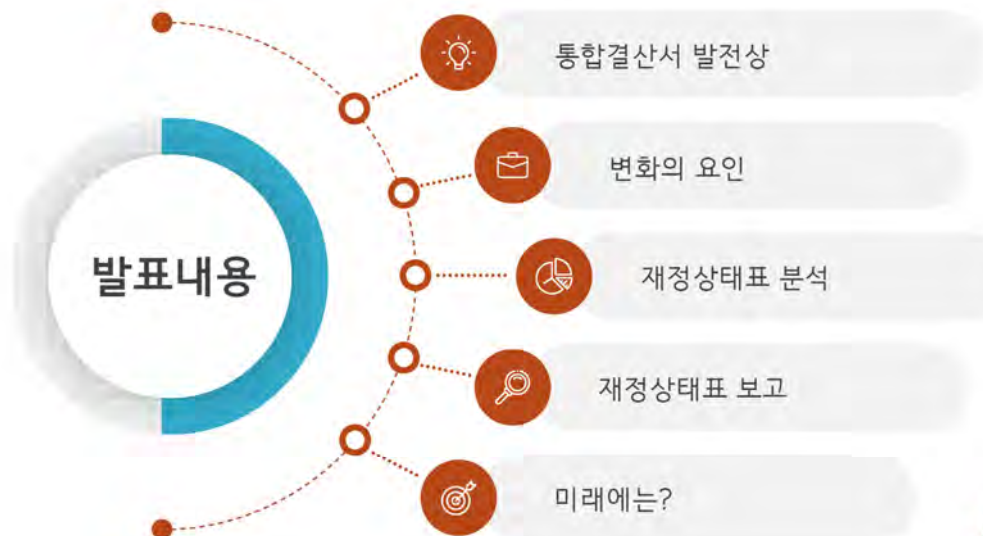 통합결산서 발전상
변화의 요인
발표내용
재정상태표 분석
재정상태표 보고
미래에는?